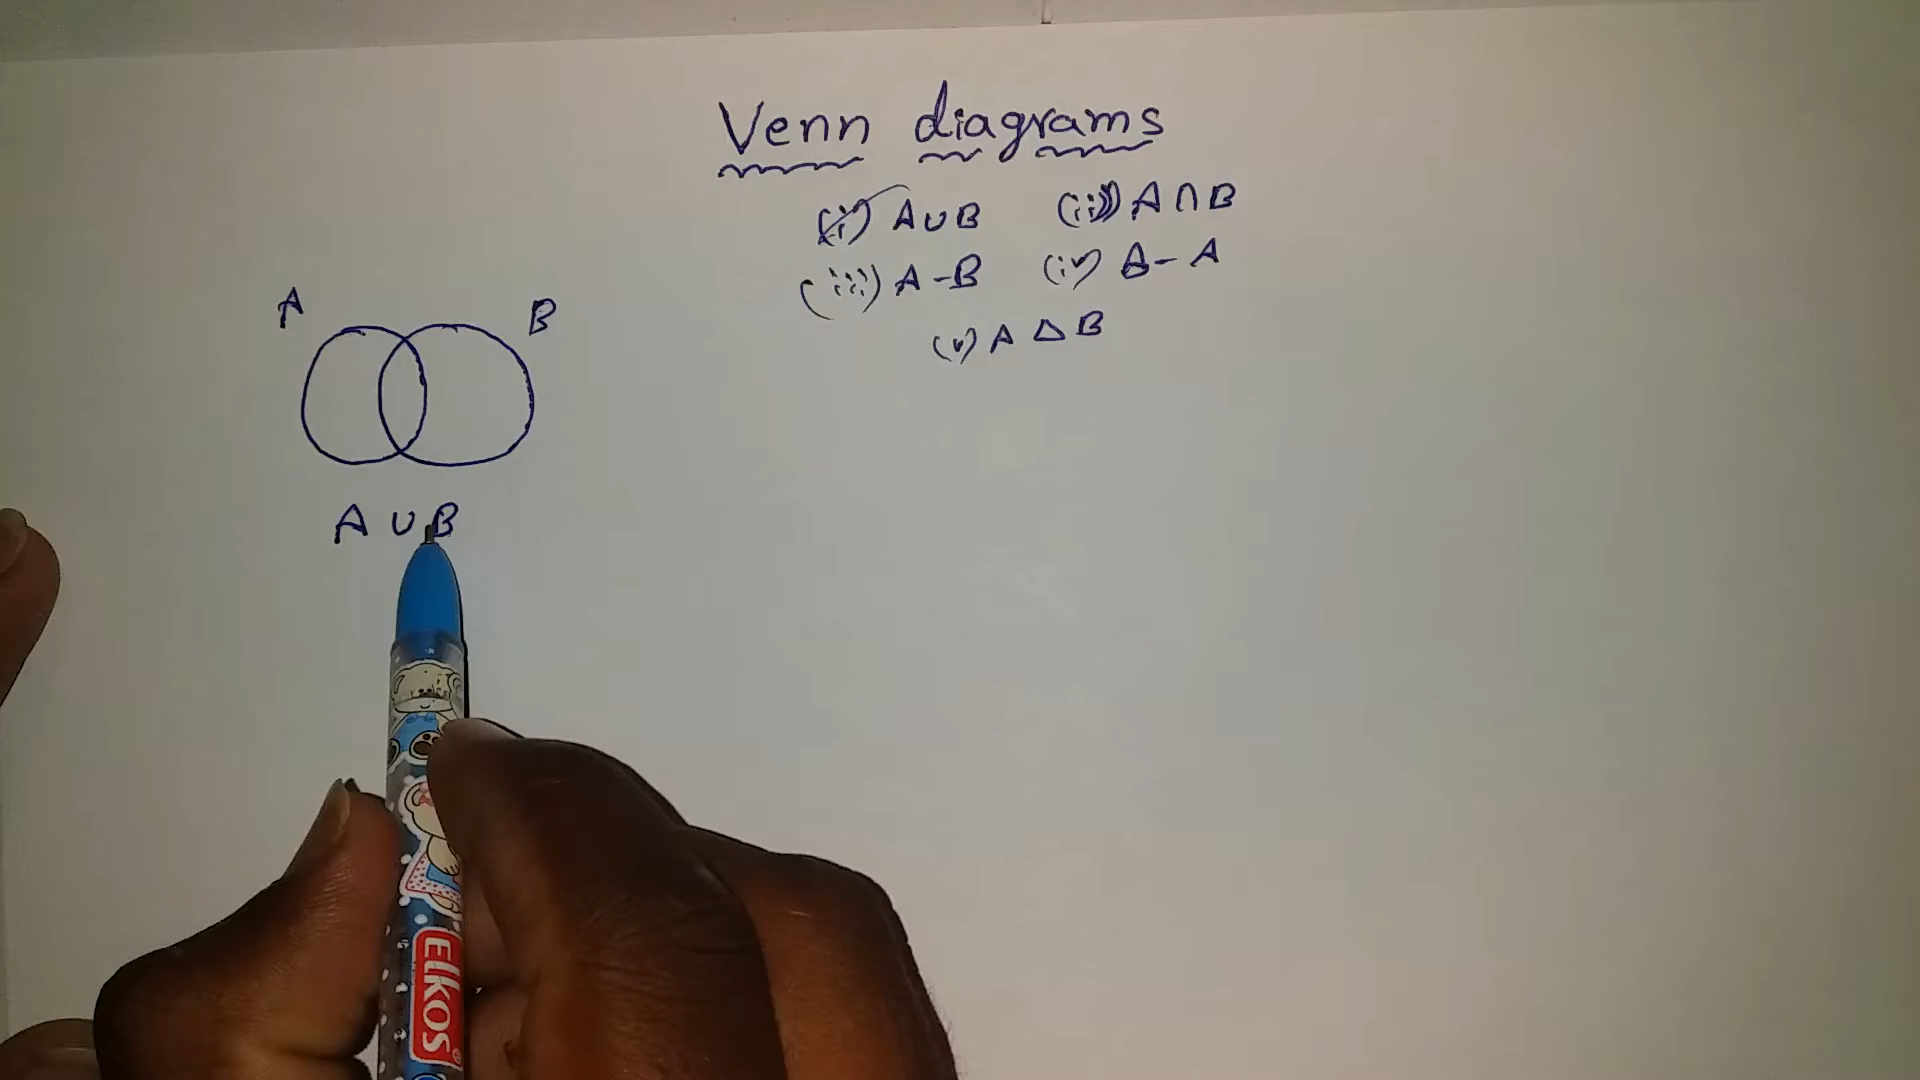 Venn diagrams
(i) A ∪ B (ii) A ∩ B
(iii) A - B (iv) B - A
(v) A Δ B
A B
A ∪ B
ELKOS